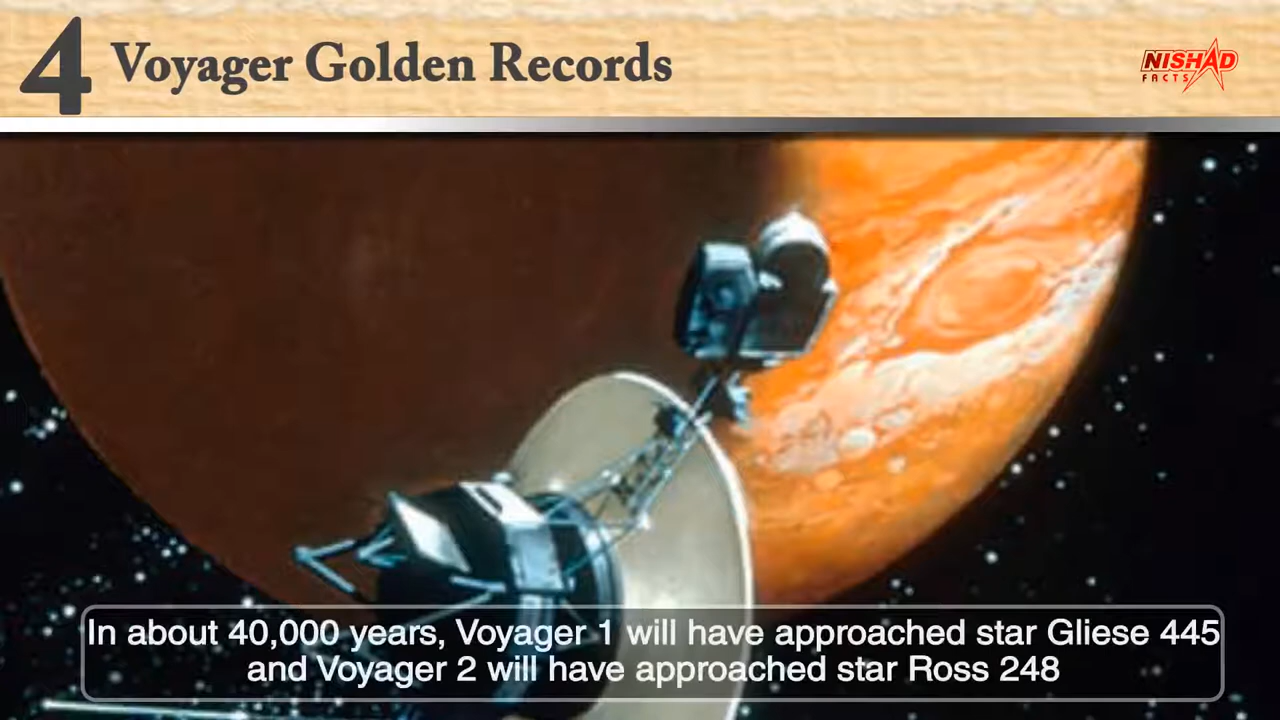 4 Voyager Golden Records
NISHAD
FACTS
In about 40,000 years, Voyager 1 will have approached star Gliese 445
and Voyager 2 will have approached star Ross 248